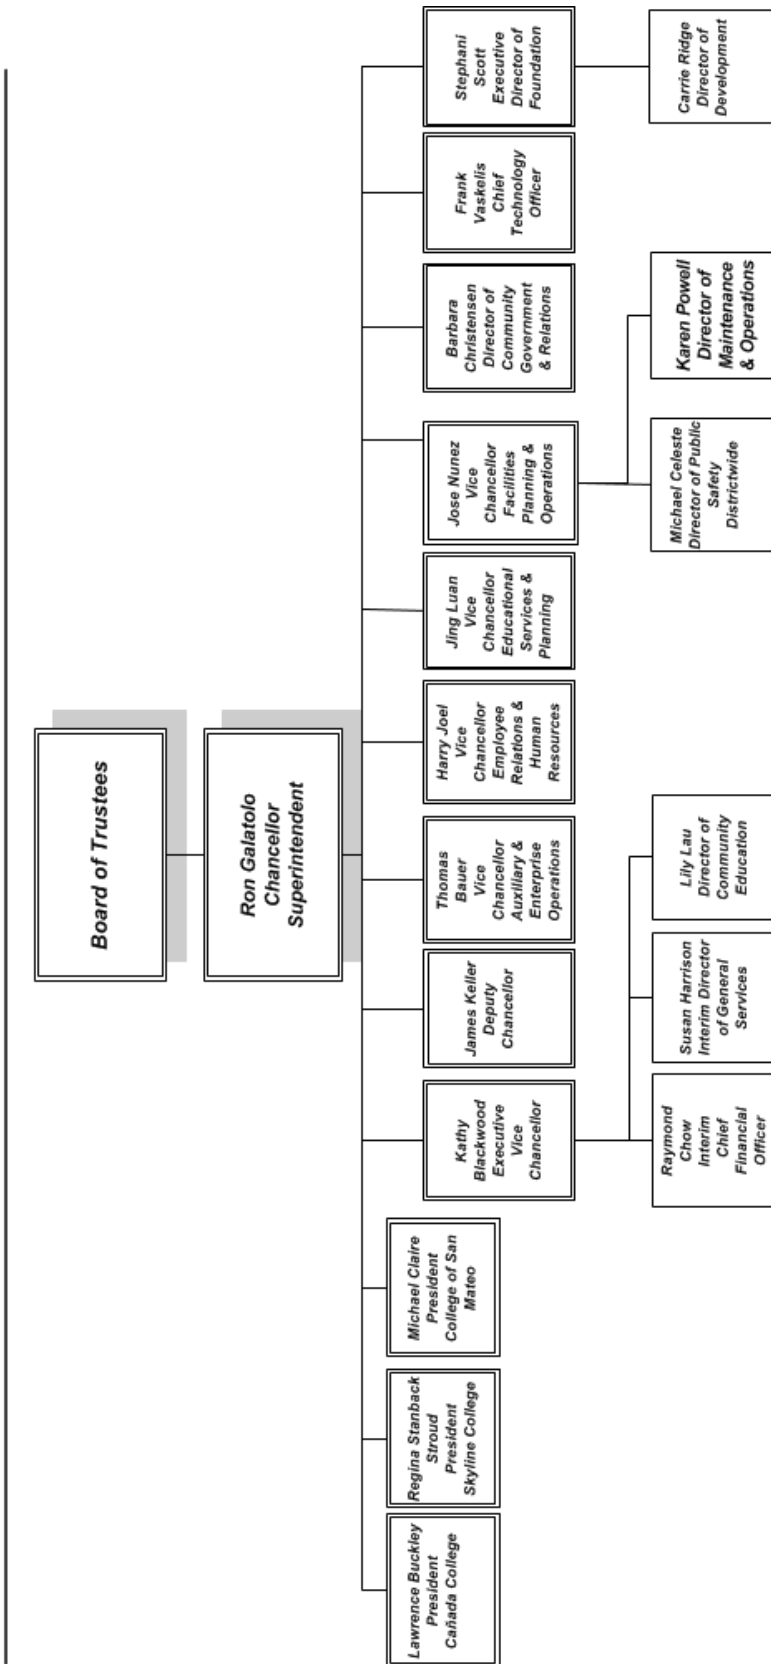 Board of Trustees
Ron Galatolo
Chancellor
Superintendent
Lawrence Buckley
President
Cañada College
Regina Stanback
Stroud
President
Skyline College
Michael Claire
President
College of San
Mateo
Kathy
Blackwood
Executive
Vice
Chancellor
James Keller
Deputy
Chancellor
Thomas
Bauer
Vice
Chancellor
Auxiliary &
Enterprise
Operations
Harry Joel
Vice
Chancellor
Employee
Relations &
Human
Resources
Jing Luan
Vice
Chancellor
Educational
Services &
Planning
Jose Nunez
Vice
Chancellor
Facilities
Planning &
Operations
Barbara
Christensen
Director of
Community
Government
& Relations
Frank
Vaskelis
Chief
Technology
Officer
Stephani
Scott
Executive
Director of
Foundation
Raymond
Chow
Interim
Chief
Financial
Officer
Susan Harrison
Interim Director
of General
Services
Lily Lau
Director of
Community
Education
Michael Celeste
Director of Public
Safety
Districtwide
Karen Powell
Director of
Maintenance
& Operations
Carrie Ridge
Director of
Development